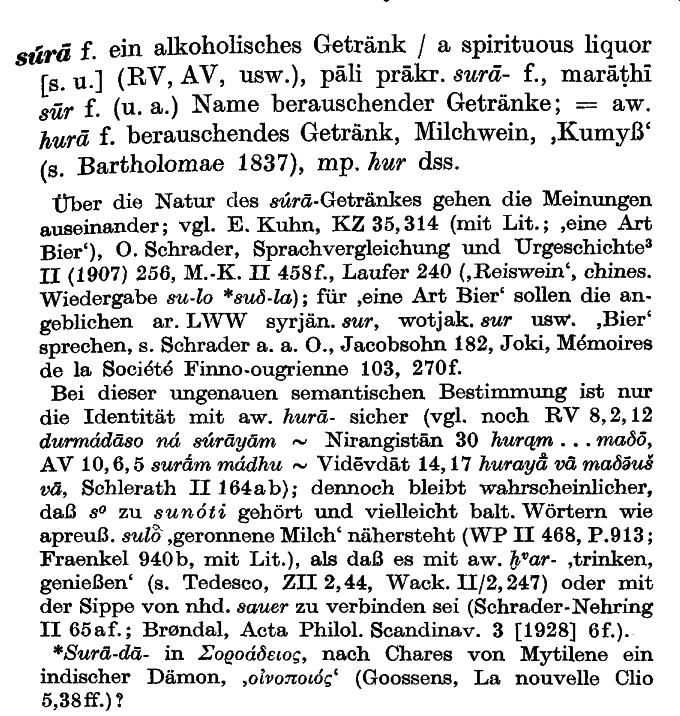 súrā f. ein alkoholisches Getränk / a spirituous liquor
[s. u.] (RV, AV, usw.), pāli prākr. surā- f., marāṭhī
sūr f. (u. a.) Name berauschender Getränke; = aw.
hurā f. berauschendes Getränk, Milchwein, ‚Kumyß‘
(s. Bartholomae 1837), mp. hur dss.
Über die Natur des súrā-Getränkes gehen die Meinungen
auseinander; vgl. E. Kuhn, KZ 35,314 (mit Lit.; ‚eine Art
Bier‘), O. Schrader, Sprachvergleichung und Urgeschichte³
II (1907) 256, M.-K. II 458f., Laufer 240 (‚Reiswein‘, chines.
Wiedergabe su-lo *suδ-la); für ‚eine Art Bier‘ sollen die an-
geblichen ar. LWW syrjän. sur, wotjak. sur usw. ‚Bier‘
sprechen, s. Schrader a. a. O., Jacobsohn 182, Joki, Mémoires
de la Société Finno-ougrienne 103, 270f.
Bei dieser ungenauen semantischen Bestimmung ist nur
die Identität mit aw. hurā- sicher (vgl. noch RV 8,2,12
durmádāso ná súrāyām ~ Nirangistān 30 hurąm . . . maδō,
AV 10,6,5 surā́m mádhu ~ Vidēvdāt 14,17 hurayā̊ vā maδə̄uš
vā, Schlerath II 164ab); dennoch bleibt wahrscheinlicher,
daß s⁰ zu sunóti gehört und vielleicht balt. Wörtern wie
apreuß. sulo ‚geronnene Milch‘ nähersteht (WP II 468, P.913;
Fraenkel 940b, mit Lit.), als daß es mit aw. ḫᵛar- ‚trinken,
genießen‘ (s. Tedesco, ZII 2,44, Wack. II/2,247) oder mit
der Sippe von nhd. sauer zu verbinden sei (Schrader-Nehring
II 65af.; Brøndal, Acta Philol. Scandinav. 3 [1928] 6f.).
*Surā-dā- in Σοροάδειος, nach Chares von Mytilene ein
indischer Dämon, ‚οἰνοποιός‘ (Goossens, La nouvelle Clio
5,38ff.)?